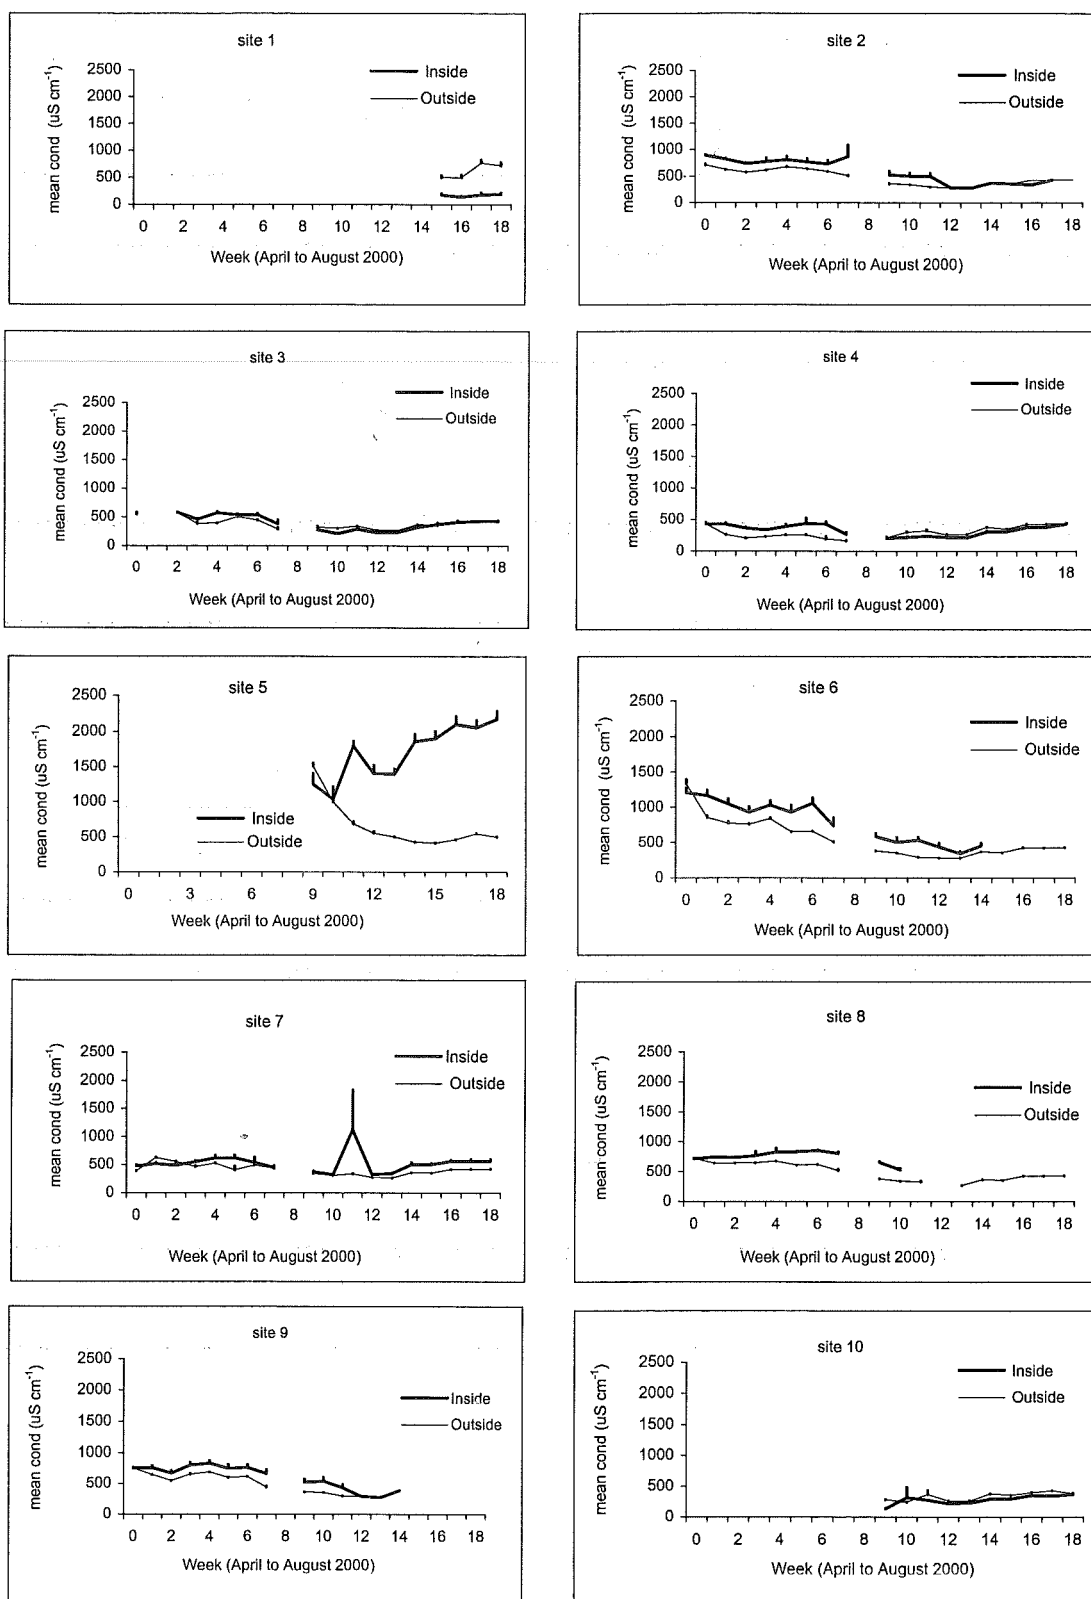 site 1
mean cond (uS cm⁻¹)
2500
2000
1500
1000
500
0
Inside
Outside
0 2 4 6 8 10 12 14 16 18
Week (April to August 2000)
site 2
mean cond (uS cm⁻¹)
2500
2000
1500
1000
500
0
Inside
Outside
0 2 4 6 8 10 12 14 16 18
Week (April to August 2000)
site 3
mean cond (uS cm⁻¹)
2500
2000
1500
1000
500
0
Inside
Outside
0 2 4 6 8 10 12 14 16 18
Week (April to August 2000)
site 4
mean cond (uS cm⁻¹)
2500
2000
1500
1000
500
0
Inside
Outside
0 2 4 6 8 10 12 14 16 18
Week (April to August 2000)
site 5
mean cond (uS cm⁻¹)
2500
2000
1500
1000
500
0
Inside
Outside
0 3 6 9 12 15 18
Week (April to August 2000)
site 6
mean cond (uS cm⁻¹)
2500
2000
1500
1000
500
0
Inside
Outside
0 2 4 6 8 10 12 14 16 18
Week (April to August 2000)
site 7
mean cond (uS cm⁻¹)
2500
2000
1500
1000
500
0
Inside
Outside
0 2 4 6 8 10 12 14 16 18
Week (April to August 2000)
site 8
mean cond (uS cm⁻¹)
2500
2000
1500
1000
500
0
Inside
Outside
0 2 4 6 8 10 12 14 16 18
Week (April to August 2000)
site 9
mean cond (uS cm⁻¹)
2500
2000
1500
1000
500
0
Inside
Outside
0 2 4 6 8 10 12 14 16 18
Week (April to August 2000)
site 10
mean cond (uS cm⁻¹)
2500
2000
1500
1000
500
0
Inside
Outside
0 2 4 6 8 10 12 14 16 18
Week (April to August 2000)